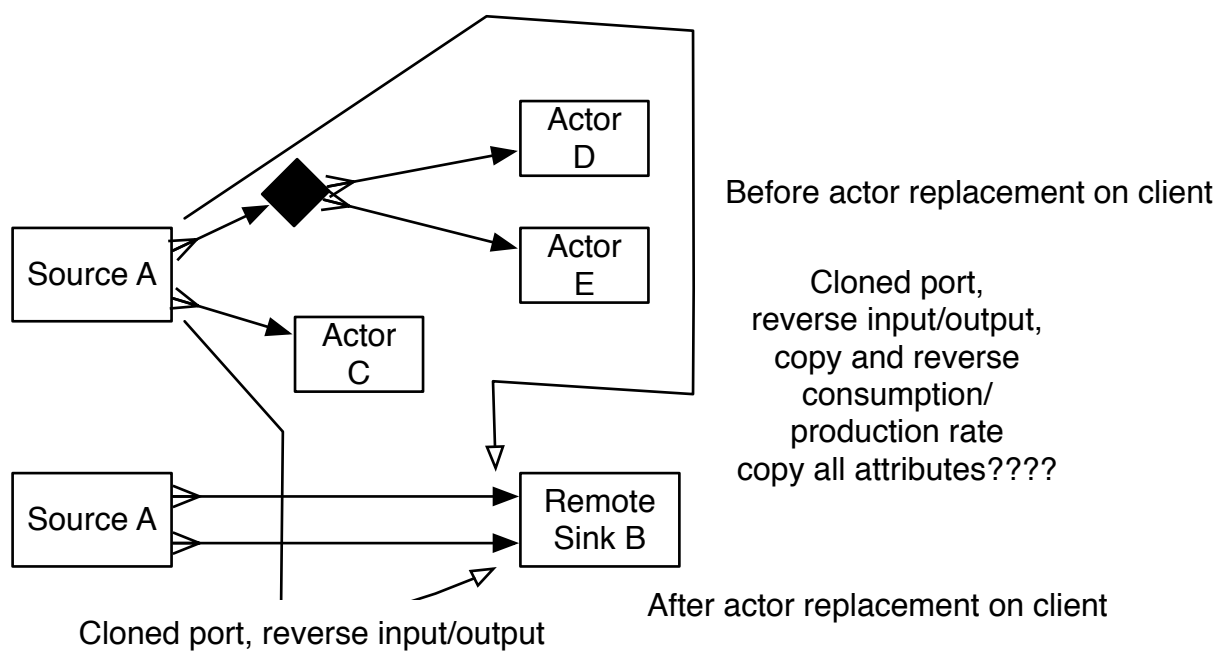 Actor
D
Before actor replacement on client
Source A
Actor
E
Cloned port,
reverse input/output,
copy and reverse
consumption/
production rate
copy all attributes????
Actor
C
Source A
Remote
Sink B
After actor replacement on client
Cloned port, reverse input/output